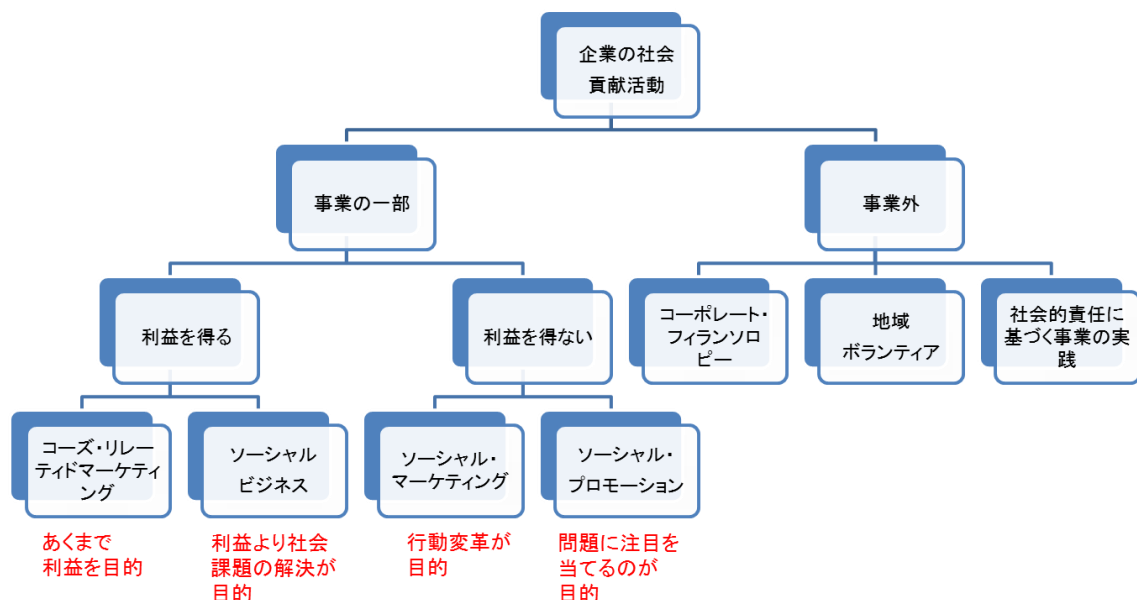 企業の社会
貢献活動
事業の一部
事業外
利益を得る
利益を得ない
コーポレート・
フィランソロ
ピー
地域
ボランティア
社会的責任に
基づく事業の実
践
コーズ・リレー
ティドマーケティ
ング
ソーシャル
ビジネス
ソーシャル・
マーケティング
ソーシャル・
プロモーション
あくまで
利益を目的
利益より社会
課題の解決が
目的
行動変革が
目的
問題に注目を
当てるのが
目的